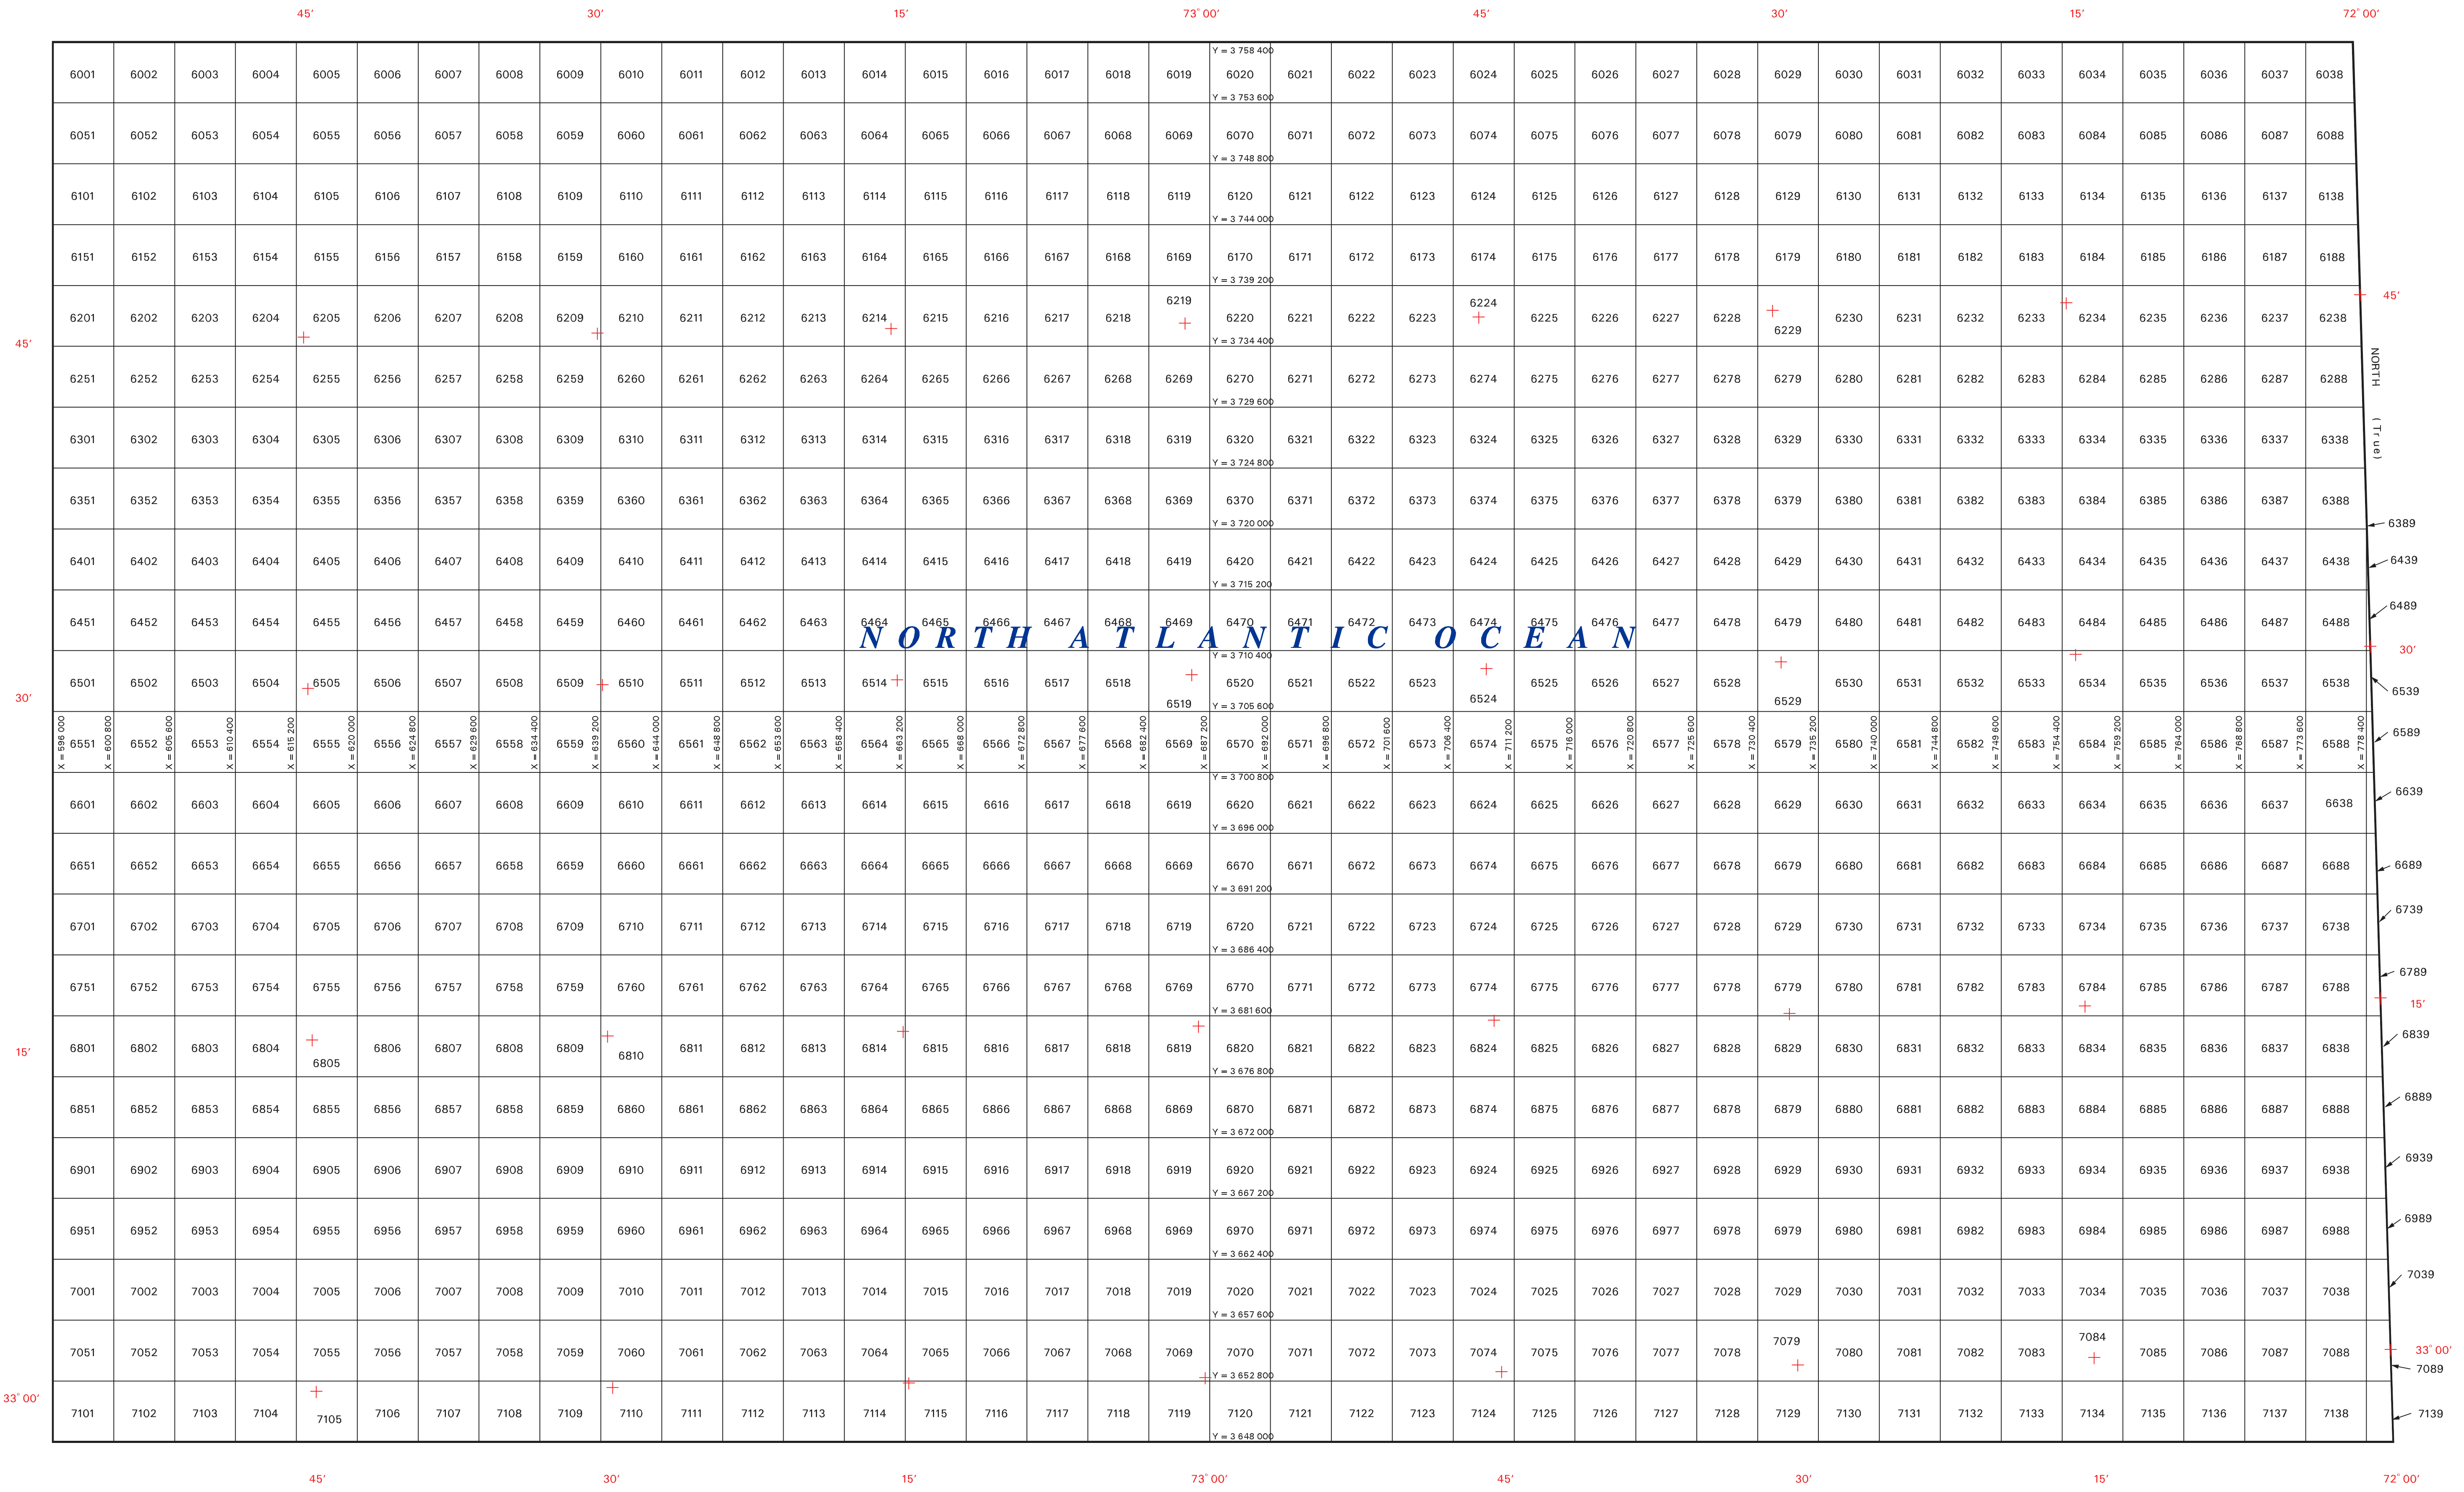 45' 30' 15' 73° 00' 45' 30' 15' 72° 00'
Y = 3 758 400
6001 6002 6003 6004 6005 6006 6007 6008 6009 6010 6011 6012 6013 6014 6015 6016 6017 6018 6019 6020 6021 6022 6023 6024 6025 6026 6027 6028 6029 6030 6031 6032 6033 6034 6035 6036 6037 6038
Y = 3 753 600
6051 6052 6053 6054 6055 6056 6057 6058 6059 6060 6061 6062 6063 6064 6065 6066 6067 6068 6069 6070 6071 6072 6073 6074 6075 6076 6077 6078 6079 6080 6081 6082 6083 6084 6085 6086 6087 6088
Y = 3 748 800
6101 6102 6103 6104 6105 6106 6107 6108 6109 6110 6111 6112 6113 6114 6115 6116 6117 6118 6119 6120 6121 6122 6123 6124 6125 6126 6127 6128 6129 6130 6131 6132 6133 6134 6135 6136 6137 6138
Y = 3 744 000
6151 6152 6153 6154 6155 6156 6157 6158 6159 6160 6161 6162 6163 6164 6165 6166 6167 6168 6169 6170 6171 6172 6173 6174 6175 6176 6177 6178 6179 6180 6181 6182 6183 6184 6185 6186 6187 6188
Y = 3 739 200
45'
6201 6202 6203 6204 6205 6206 6207 6208 6209 6210 6211 6212 6213 6214 6215 6216 6217 6218 6219 6220 6221 6222 6223 6224 6225 6226 6227 6228 6229 6230 6231 6232 6233 6234 6235 6236 6237 6238
Y = 3 734 400
45'
NORTH (True)
6251 6252 6253 6254 6255 6256 6257 6258 6259 6260 6261 6262 6263 6264 6265 6266 6267 6268 6269 6270 6271 6272 6273 6274 6275 6276 6277 6278 6279 6280 6281 6282 6283 6284 6285 6286 6287 6288
Y = 3 729 600
6301 6302 6303 6304 6305 6306 6307 6308 6309 6310 6311 6312 6313 6314 6315 6316 6317 6318 6319 6320 6321 6322 6323 6324 6325 6326 6327 6328 6329 6330 6331 6332 6333 6334 6335 6336 6337 6338
Y = 3 724 800
6351 6352 6353 6354 6355 6356 6357 6358 6359 6360 6361 6362 6363 6364 6365 6366 6367 6368 6369 6370 6371 6372 6373 6374 6375 6376 6377 6378 6379 6380 6381 6382 6383 6384 6385 6386 6387 6388 6389
Y = 3 720 000
6401 6402 6403 6404 6405 6406 6407 6408 6409 6410 6411 6412 6413 6414 6415 6416 6417 6418 6419 6420 6421 6422 6423 6424 6425 6426 6427 6428 6429 6430 6431 6432 6433 6434 6435 6436 6437 6438 6439
Y = 3 715 200
6451 6452 6453 6454 6455 6456 6457 6458 6459 6460 6461 6462 6463 6464 6465 6466 6467 6468 6469 6470 6471 6472 6473 6474 6475 6476 6477 6478 6479 6480 6481 6482 6483 6484 6485 6486 6487 6488 6489
NORTH ATLANTIC OCEAN
Y = 3 710 400
30'
6501 6502 6503 6504 6505 6506 6507 6508 6509 6510 6511 6512 6513 6514 6515 6516 6517 6518 6519 6520 6521 6522 6523 6524 6525 6526 6527 6528 6529 6530 6531 6532 6533 6534 6535 6536 6537 6538 6539
30'
Y = 3 705 600
X = 596 000 X = 600 800 X = 605 600 X = 610 400 X = 615 200 X = 620 000 X = 624 800 X = 629 600 X = 634 400 X = 639 200 X = 644 000 X = 648 800 X = 653 600 X = 658 400 X = 663 200 X = 668 000 X = 672 800 X = 677 600 X = 682 400 X = 687 200 X = 692 000 X = 696 800 X = 701 600 X = 706 400 X = 711 200 X = 716 000 X = 720 800 X = 725 600 X = 730 400 X = 735 200 X = 740 000 X = 744 800 X = 749 600 X = 754 400 X = 759 200 X = 764 000 X = 768 800 X = 773 600 X = 778 400
6551 6552 6553 6554 6555 6556 6557 6558 6559 6560 6561 6562 6563 6564 6565 6566 6567 6568 6569 6570 6571 6572 6573 6574 6575 6576 6577 6578 6579 6580 6581 6582 6583 6584 6585 6586 6587 6588 6589
Y = 3 700 800
6601 6602 6603 6604 6605 6606 6607 6608 6609 6610 6611 6612 6613 6614 6615 6616 6617 6618 6619 6620 6621 6622 6623 6624 6625 6626 6627 6628 6629 6630 6631 6632 6633 6634 6635 6636 6637 6638 6639
Y = 3 696 000
6651 6652 6653 6654 6655 6656 6657 6658 6659 6660 6661 6662 6663 6664 6665 6666 6667 6668 6669 6670 6671 6672 6673 6674 6675 6676 6677 6678 6679 6680 6681 6682 6683 6684 6685 6686 6687 6688 6689
Y = 3 691 200
6701 6702 6703 6704 6705 6706 6707 6708 6709 6710 6711 6712 6713 6714 6715 6716 6717 6718 6719 6720 6721 6722 6723 6724 6725 6726 6727 6728 6729 6730 6731 6732 6733 6734 6735 6736 6737 6738 6739
Y = 3 686 400
6751 6752 6753 6754 6755 6756 6757 6758 6759 6760 6761 6762 6763 6764 6765 6766 6767 6768 6769 6770 6771 6772 6773 6774 6775 6776 6777 6778 6779 6780 6781 6782 6783 6784 6785 6786 6787 6788 6789
15'
Y = 3 681 600
15'
6801 6802 6803 6804 6805 6806 6807 6808 6809 6810 6811 6812 6813 6814 6815 6816 6817 6818 6819 6820 6821 6822 6823 6824 6825 6826 6827 6828 6829 6830 6831 6832 6833 6834 6835 6836 6837 6838 6839
Y = 3 676 800
6851 6852 6853 6854 6855 6856 6857 6858 6859 6860 6861 6862 6863 6864 6865 6866 6867 6868 6869 6870 6871 6872 6873 6874 6875 6876 6877 6878 6879 6880 6881 6882 6883 6884 6885 6886 6887 6888 6889
Y = 3 672 000
6901 6902 6903 6904 6905 6906 6907 6908 6909 6910 6911 6912 6913 6914 6915 6916 6917 6918 6919 6920 6921 6922 6923 6924 6925 6926 6927 6928 6929 6930 6931 6932 6933 6934 6935 6936 6937 6938 6939
Y = 3 667 200
6951 6952 6953 6954 6955 6956 6957 6958 6959 6960 6961 6962 6963 6964 6965 6966 6967 6968 6969 6970 6971 6972 6973 6974 6975 6976 6977 6978 6979 6980 6981 6982 6983 6984 6985 6986 6987 6988 6989
Y = 3 662 400
7001 7002 7003 7004 7005 7006 7007 7008 7009 7010 7011 7012 7013 7014 7015 7016 7017 7018 7019 7020 7021 7022 7023 7024 7025 7026 7027 7028 7029 7030 7031 7032 7033 7034 7035 7036 7037 7038 7039
Y = 3 657 600
7051 7052 7053 7054 7055 7056 7057 7058 7059 7060 7061 7062 7063 7064 7065 7066 7067 7068 7069 7070 7071 7072 7073 7074 7075 7076 7077 7078 7079 7080 7081 7082 7083 7084 7085 7086 7087 7088 33° 00'
7089
Y = 3 652 800
33° 00'
7101 7102 7103 7104 7105 7106 7107 7108 7109 7110 7111 7112 7113 7114 7115 7116 7117 7118 7119 7120 7121 7122 7123 7124 7125 7126 7127 7128 7129 7130 7131 7132 7133 7134 7135 7136 7137 7138 7139
Y = 3 648 000
45' 30' 15' 73° 00' 45' 30' 15' 72° 00'